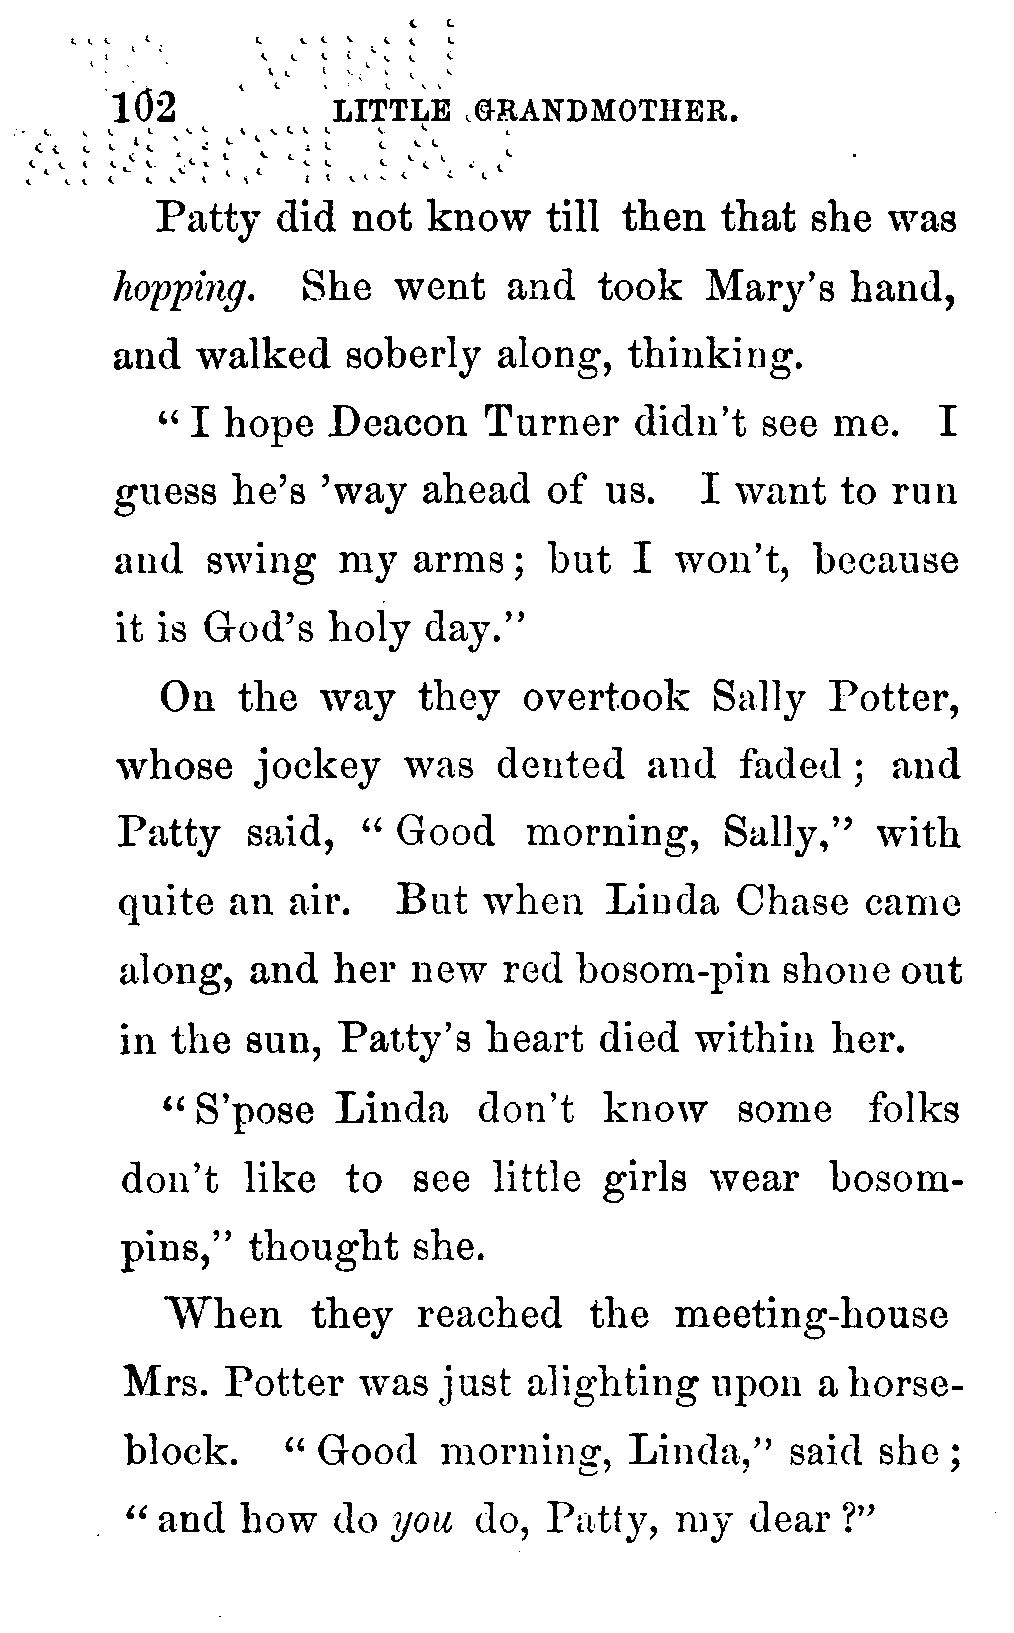 UNIV. OF
CALIFORNIA
102 LITTLE GRANDMOTHER.
Patty did not know till then that she was
hopping. She went and took Mary's hand,
and walked soberly along, thinking.
“ I hope Deacon Turner didn't see me. I
guess he's 'way ahead of us. I want to run
and swing my arms ; but I won't, because
it is God's holy day.”
On the way they overtook Sally Potter,
whose jockey was dented and faded ; and
Patty said, “ Good morning, Sally,” with
quite an air. But when Linda Chase came
along, and her new red bosom-pin shone out
in the sun, Patty's heart died within her.
“ S'pose Linda don't know some folks
don't like to see little girls wear bosom-
pins,” thought she.
When they reached the meeting-house
Mrs. Potter was just alighting upon a horse-
block. “ Good morning, Linda,” said she ;
“ and how do you do, Patty, my dear ?”